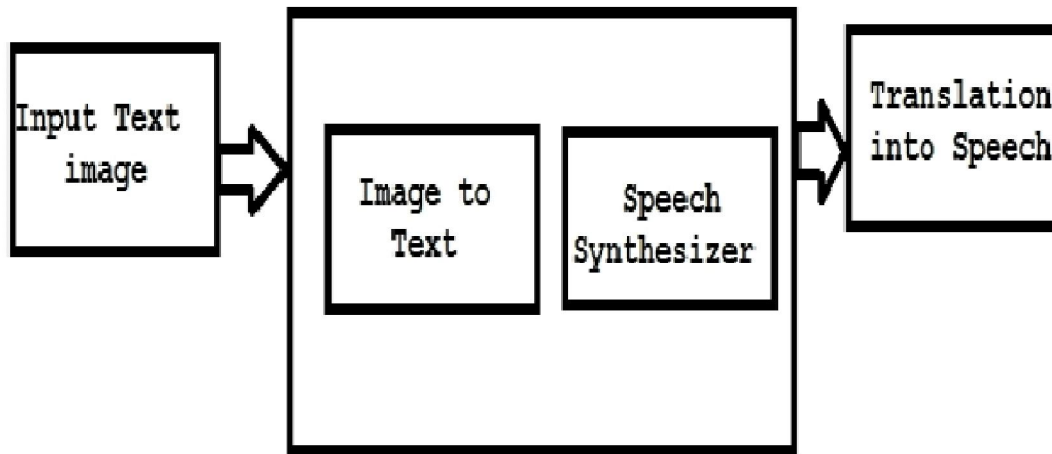 Input Text
image
Image to
Text
Speech
Synthesizer
Translation
into Speech